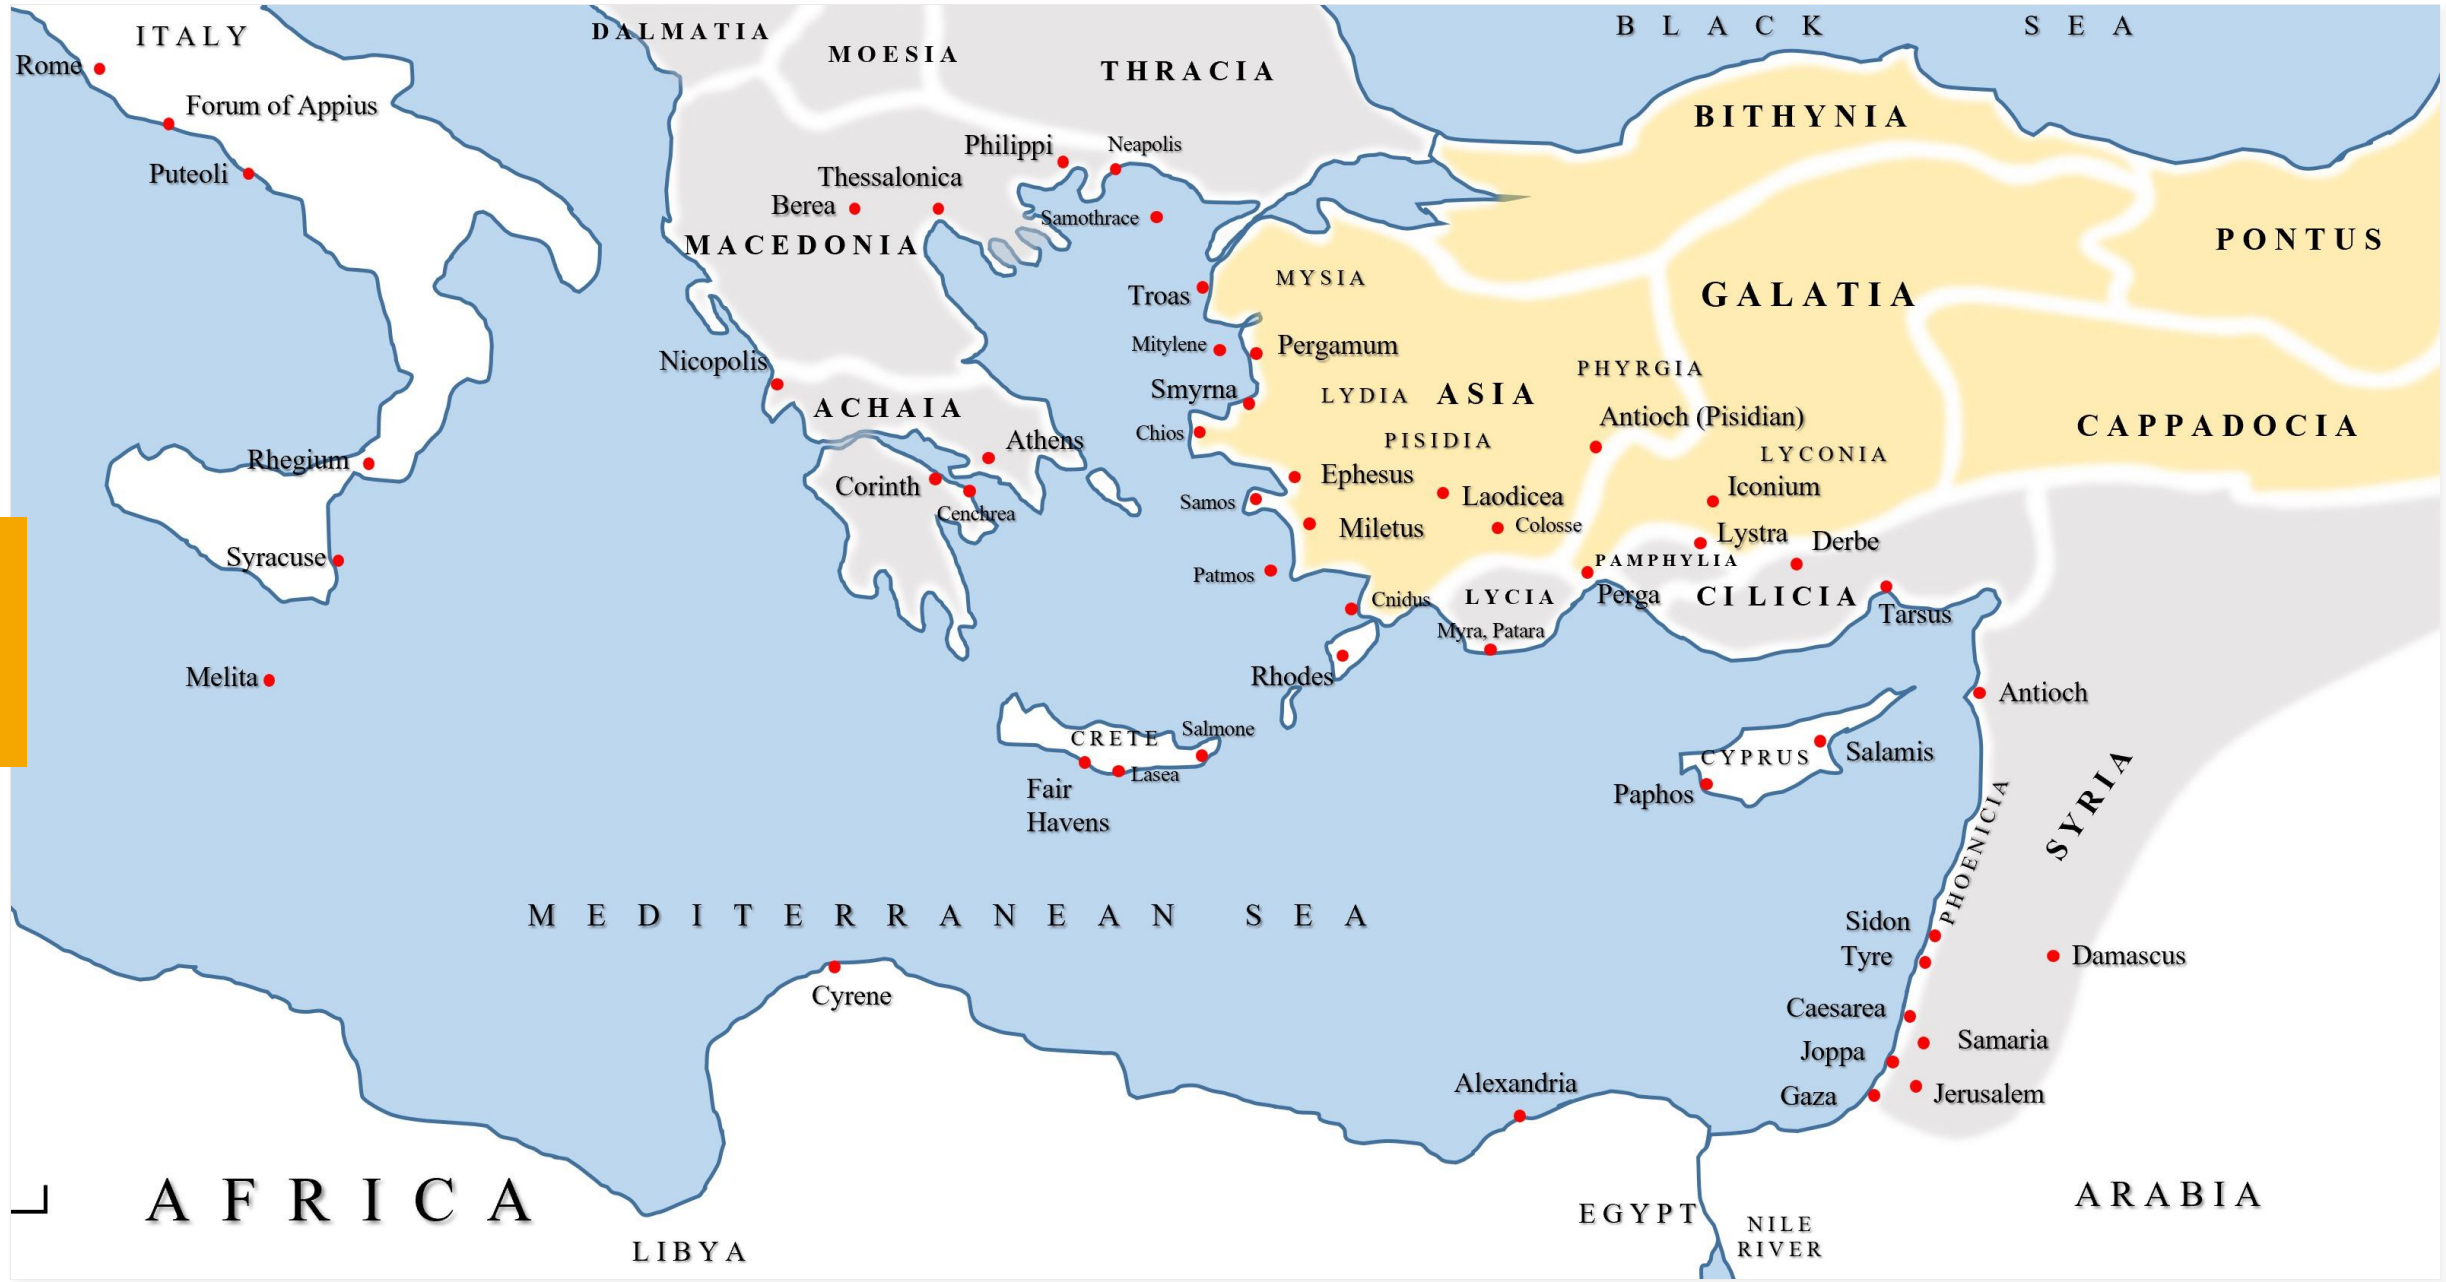 ITALY
DALMATIA
MOESIA
THRACIA
BLACK SEA
Rome
Forum of Appius
Puteoli
BITHYNIA
Philippi
Neapolis
Thessalonica
Berea
Samothrace
MACEDONIA
PONTUS
MYSIA
Troas
GALATIA
Mitylene
Pergamum
Nicopolis
PHYRGIA
Smyrna
LYDIA
ASIA
ACHAIA
Antioch (Pisidian)
CAPPADOCIA
Chios
Athens
PISIDIA
LYCONIA
Rhegium
Corinth
Ephesus
Iconium
Samos
Laodicea
Cenchrea
Miletus
Colosse
Lystra
Derbe
Syracuse
PAMPHYLIA
Patmos
Cnidus
LYCIA
Perga
CILICIA
Tarsus
Myra, Patara
Melita
Rhodes
Antioch
Salmone
CRETE
CYPRUS
Salamis
Lasea
Fair
Havens
Paphos
SYRIA
PHOENICIA
MEDITERRANEAN SEA
Sidon
Tyre
Damascus
Cyrene
Caesarea
Samaria
Joppa
Alexandria
Gaza
Jerusalem
AFRICA
ARABIA
EGYPT
NILE
RIVER
LIBYA